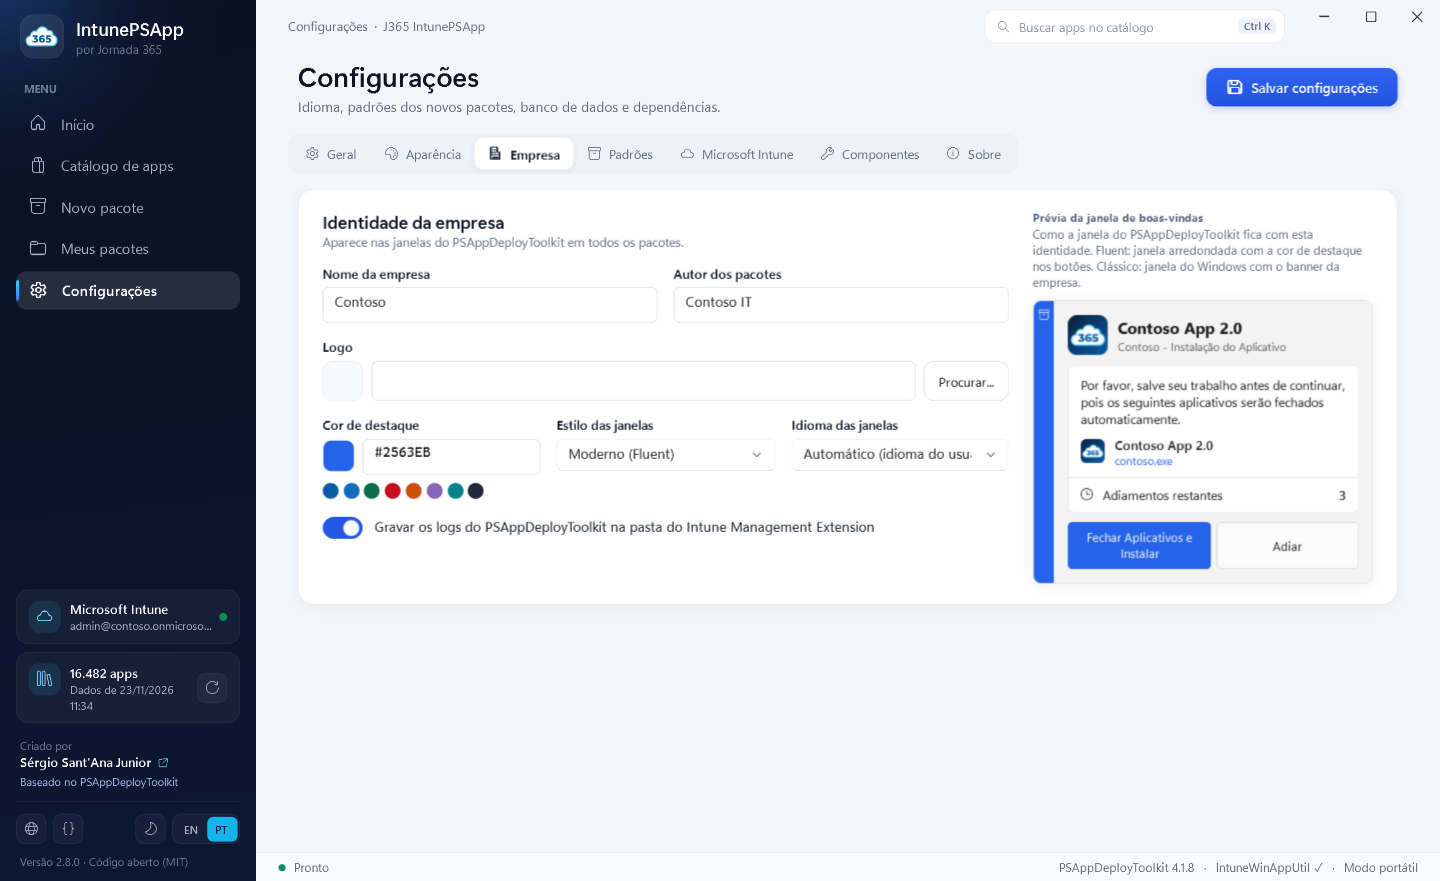 365
IntunePSApp
por Jornada 365
MENU
Início
Catálogo de apps
Novo pacote
Meus pacotes
Configurações
Microsoft Intune
admin@contoso.onmicroso...
16.482 apps
Dados de 23/11/2026
11:34
Criado por
Sérgio Sant'Ana Junior
Baseado no PSAppDeployToolkit
{} EN PT
Versão 2.8.0 · Código aberto (MIT)
Configurações · J365 IntunePSApp
Buscar apps no catálogo Ctrl K
Configurações
Idioma, padrões dos novos pacotes, banco de dados e dependências.
Salvar configurações
Geral Aparência Empresa Padrões Microsoft Intune Componentes Sobre
Identidade da empresa
Aparece nas janelas do PSAppDeployToolkit em todos os pacotes.
Nome da empresa Autor dos pacotes
Contoso Contoso IT
Logo
Procurar...
Cor de destaque Estilo das janelas Idioma das janelas
#2563EB Moderno (Fluent) Automático (idioma do usu
Gravar os logs do PSAppDeployToolkit na pasta do Intune Management Extension
Prévia da janela de boas-vindas
Como a janela do PSAppDeployToolkit fica com esta
identidade. Fluent: janela arredondada com a cor de destaque
nos botões. Clássico: janela do Windows com o banner da
empresa.
365
Contoso App 2.0
Contoso - Instalação do Aplicativo
Por favor, salve seu trabalho antes de continuar,
pois os seguintes aplicativos serão fechados
automaticamente.
365
Contoso App 2.0
contoso.exe
Adiamentos restantes 3
Fechar Aplicativos e
Instalar
Adiar
Pronto
PSAppDeployToolkit 4.1.8 · IntuneWinAppUtil ✓ · Modo portátil